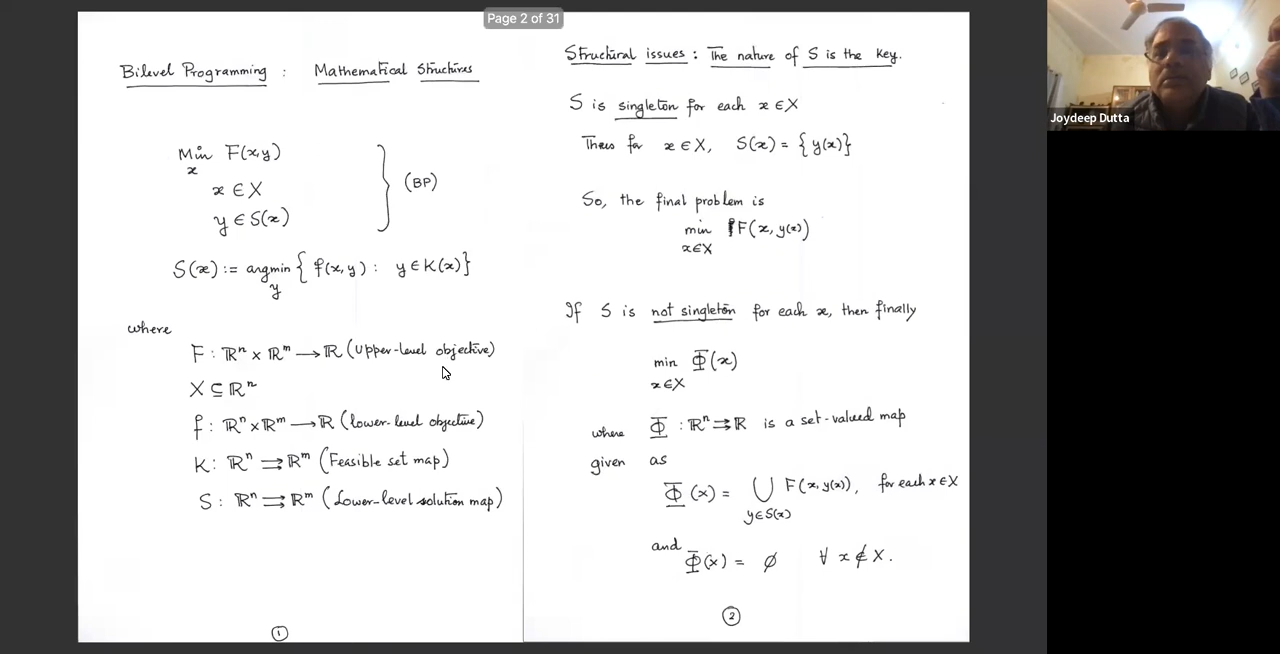 Page 2 of 31
Bilevel Programming : Mathematical Structures
Min F(x,y)
x
x ∈ X
y ∈ S(x)
(BP)
S(x) := argmin { f(x,y) : y ∈ K(x)}
y
where
F : ℝⁿ × ℝᵐ → ℝ (Upper-level objective)
X ⊆ ℝⁿ
f : ℝⁿ × ℝᵐ → ℝ (lower-level objective)
K : ℝⁿ ⇉ ℝᵐ (Feasible set map)
S : ℝⁿ ⇉ ℝᵐ (Lower-level solution map)
1
Structural issues : The nature of S is the key.
S is singleton for each x ∈ X
Thus for x ∈ X, S(x) = { y(x)}
So, the final problem is
min F(x, y(x))
x∈X
If S is not singleton for each x, then finally
min Φ(x)
x∈X
where Φ : ℝⁿ ⇉ ℝ is a set-valued map
given as
Φ(x) = ⋃ F(x, y(x)), for each x ∈ X
y∈S(x)
and Φ(x) = ∅ ∀ x ∉ X.
2
Joydeep Dutta